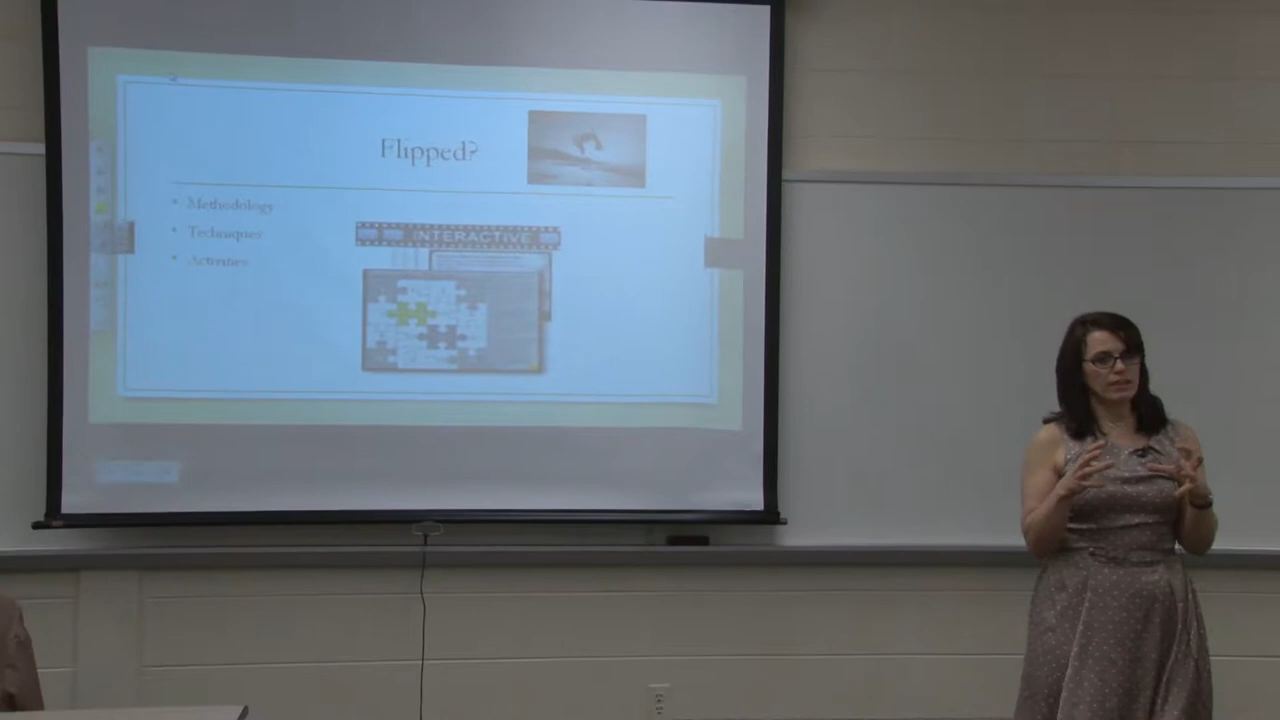 Flipped?
• Methodology
• Techniques
• Activities
INTERACTIVE